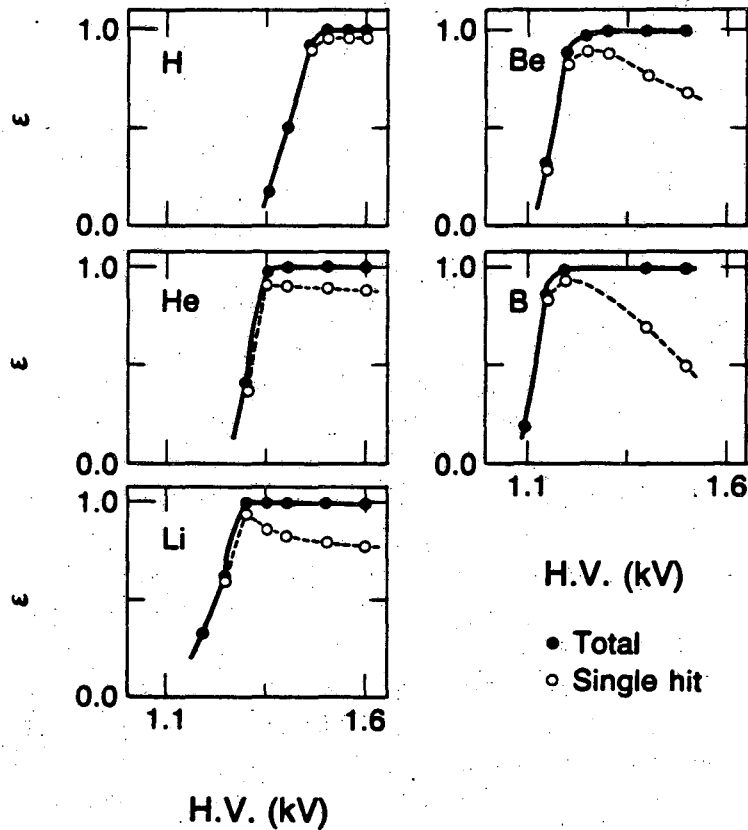 1.0
H
ε
0.0
1.0
He
ε
0.0
1.0
Li
ε
0.0
1.1
1.6
H.V. (kV)
1.0
Be
0.0
1.0
B
0.0
1.1
1.6
H.V. (kV)
● Total
○ Single hit